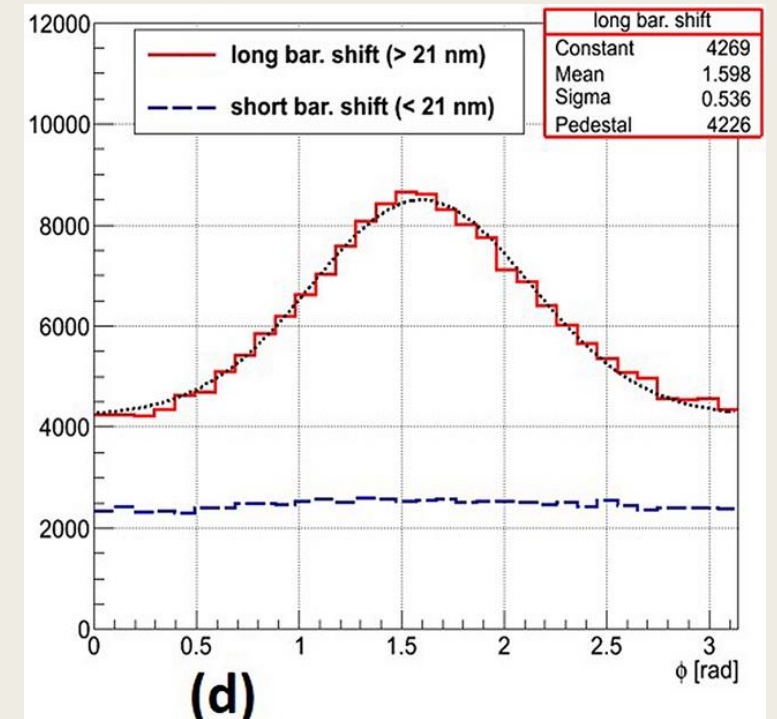 long bar. shift
Constant 4269
Mean 1.598
Sigma 0.536
Pedestal 4226
long bar. shift (> 21 nm)
short bar. shift (< 21 nm)
12000
10000
8000
6000
4000
2000
0
0 0.5 1 1.5 2 2.5 3
ϕ [rad]
(d)